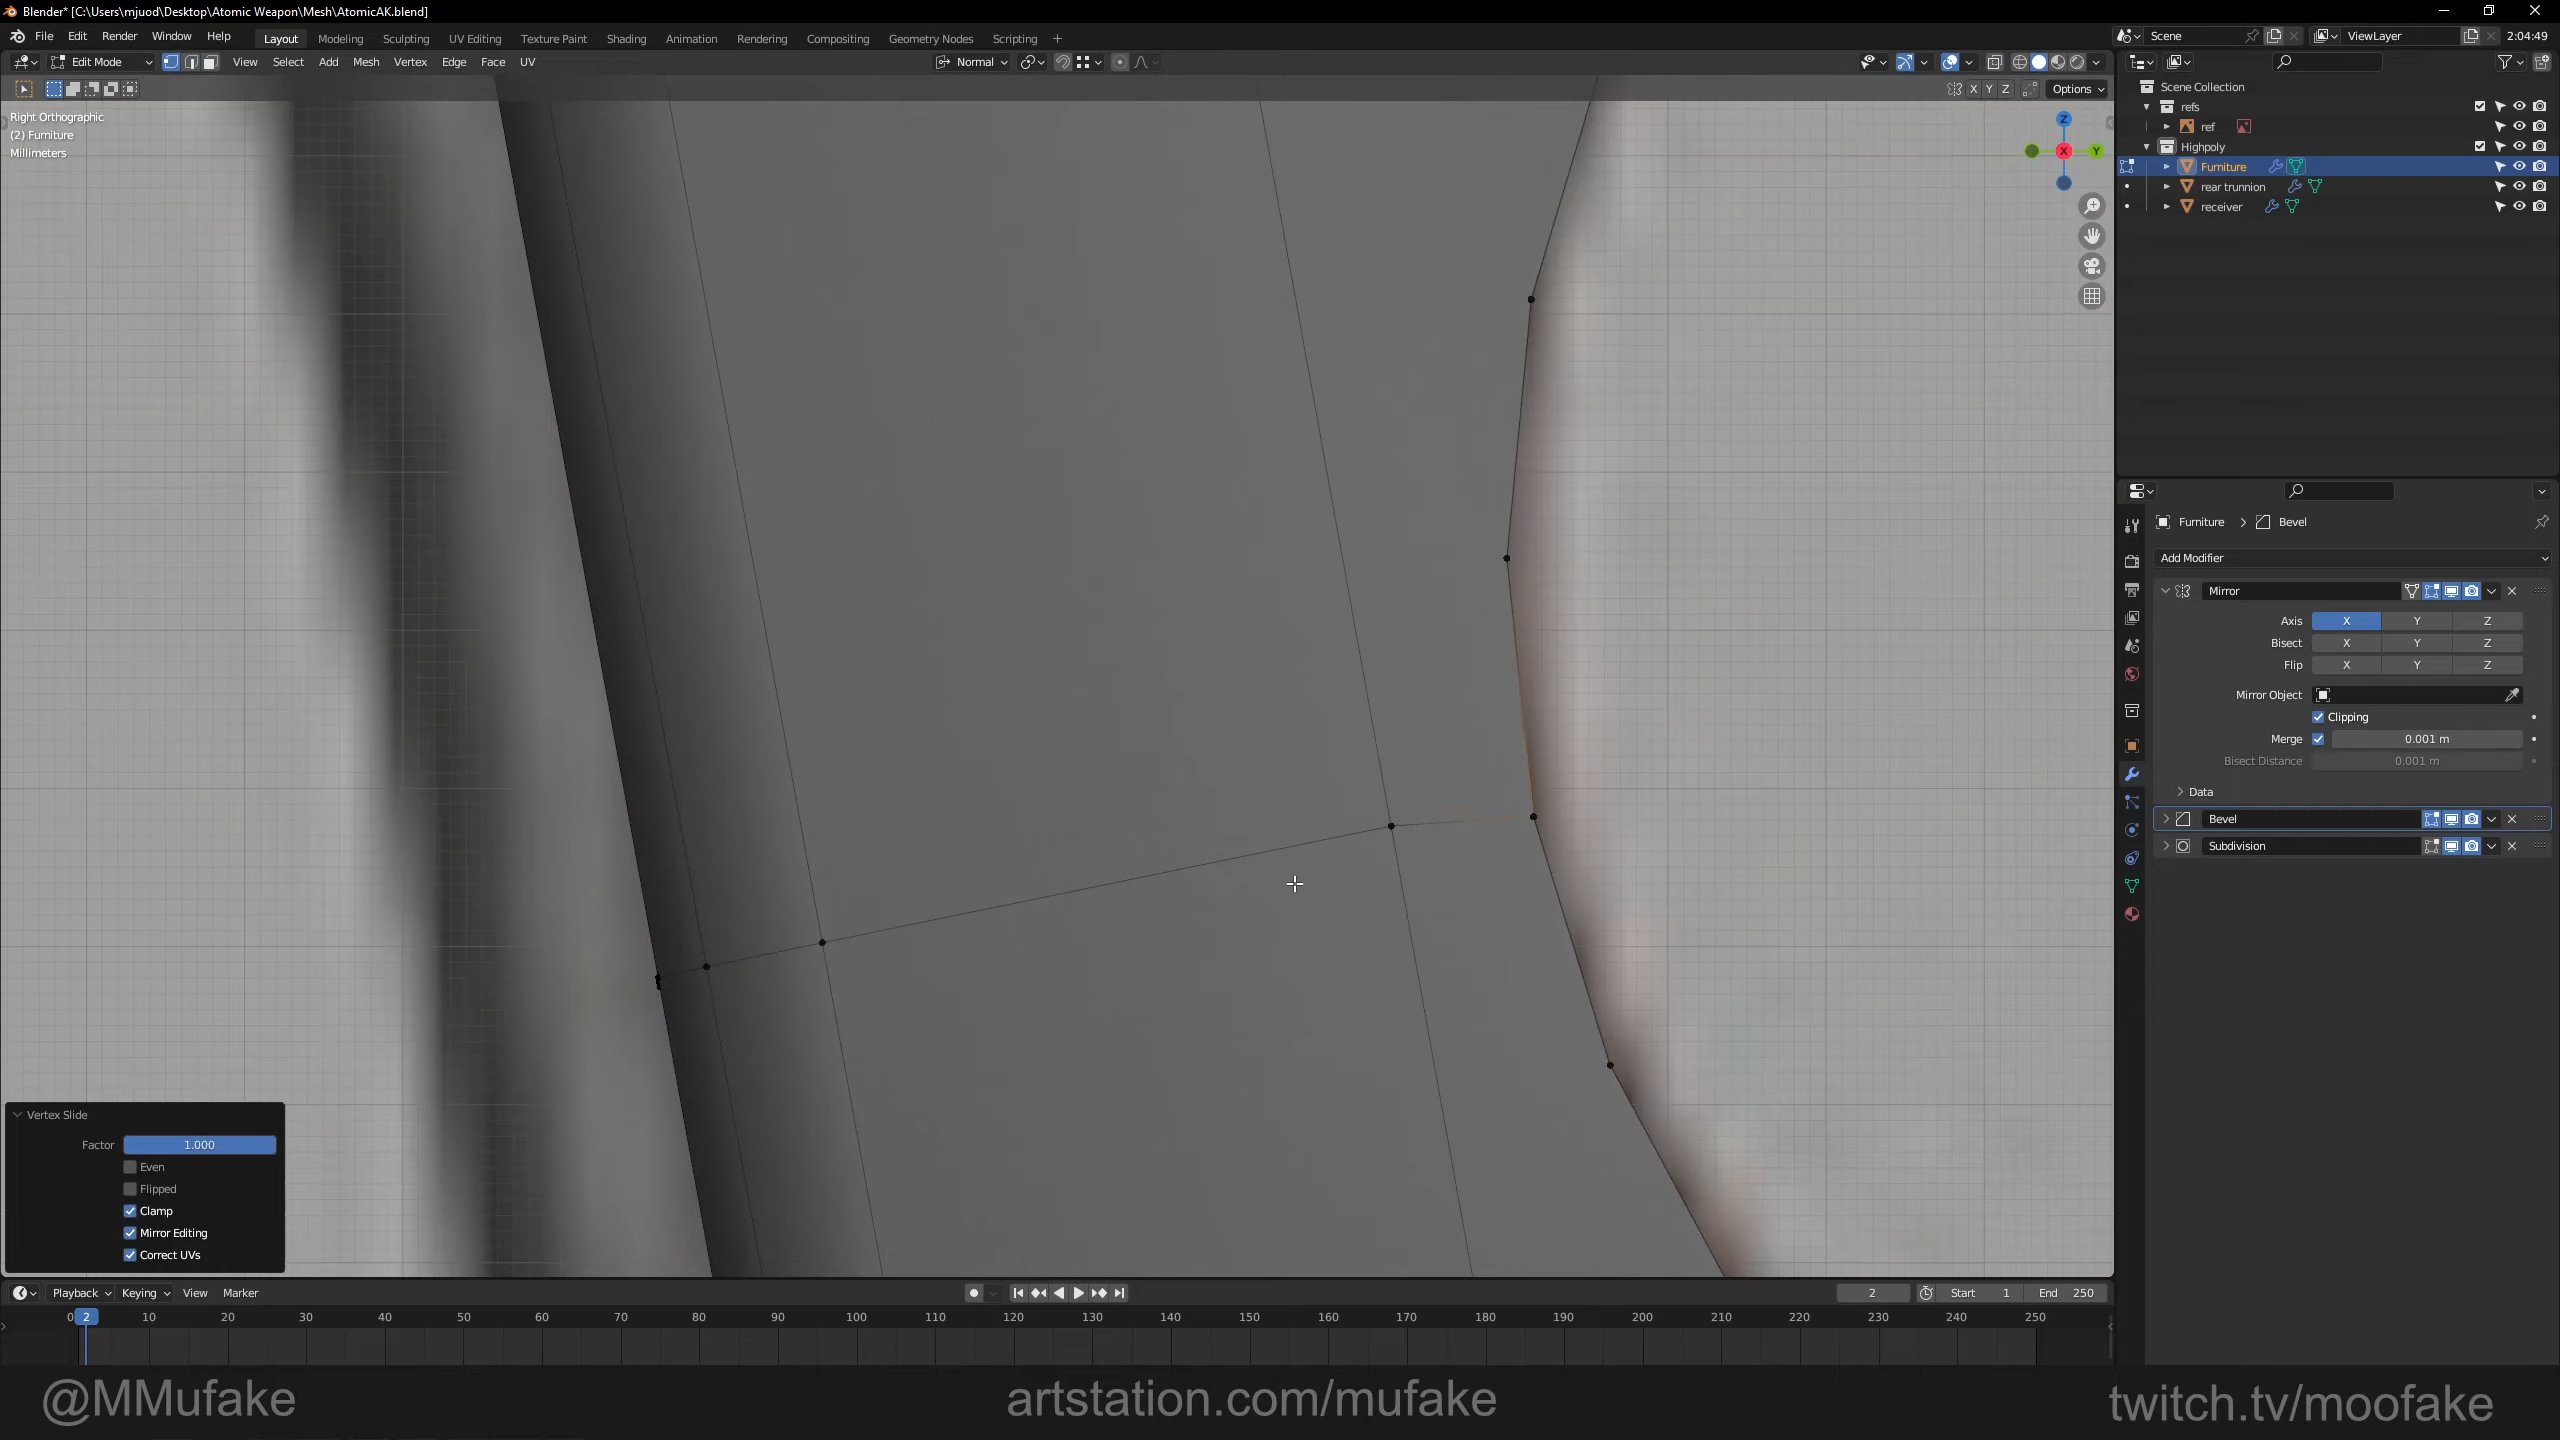 Blender* [C:\Users\mjuod\Desktop\Atomic Weapon\Mesh\AtomicAK.blend]
File Edit Render Window Help Layout Modeling Sculpting UV Editing Texture Paint Shading Animation Rendering Compositing Geometry Nodes Scripting + Scene ViewLayer 2:04:49
Edit Mode View Select Add Mesh Vertex Edge Face UV Normal
X Y Z Options
Right Orthographic
(2) Furniture
Millimeters
Z
X Y
Scene Collection
refs
ref
Highpoly
Furniture
rear trunnion
receiver
Furniture > Bevel
Add Modifier
Mirror
Axis X Y Z
Bisect X Y Z
Flip X Y Z
Mirror Object
Clipping
Merge 0.001 m
Bisect Distance 0.001 m
Data
Bevel
Subdivision
Vertex Slide
Factor 1.000
Even
Flipped
Clamp
Mirror Editing
Correct UVs
Playback Keying View Marker 2 Start 1 End 250
0 2 10 20 30 40 50 60 70 80 90 100 110 120 130 140 150 160 170 180 190 200 210 220 230 240 250
@MMufake artstation.com/mufake twitch.tv/moofake